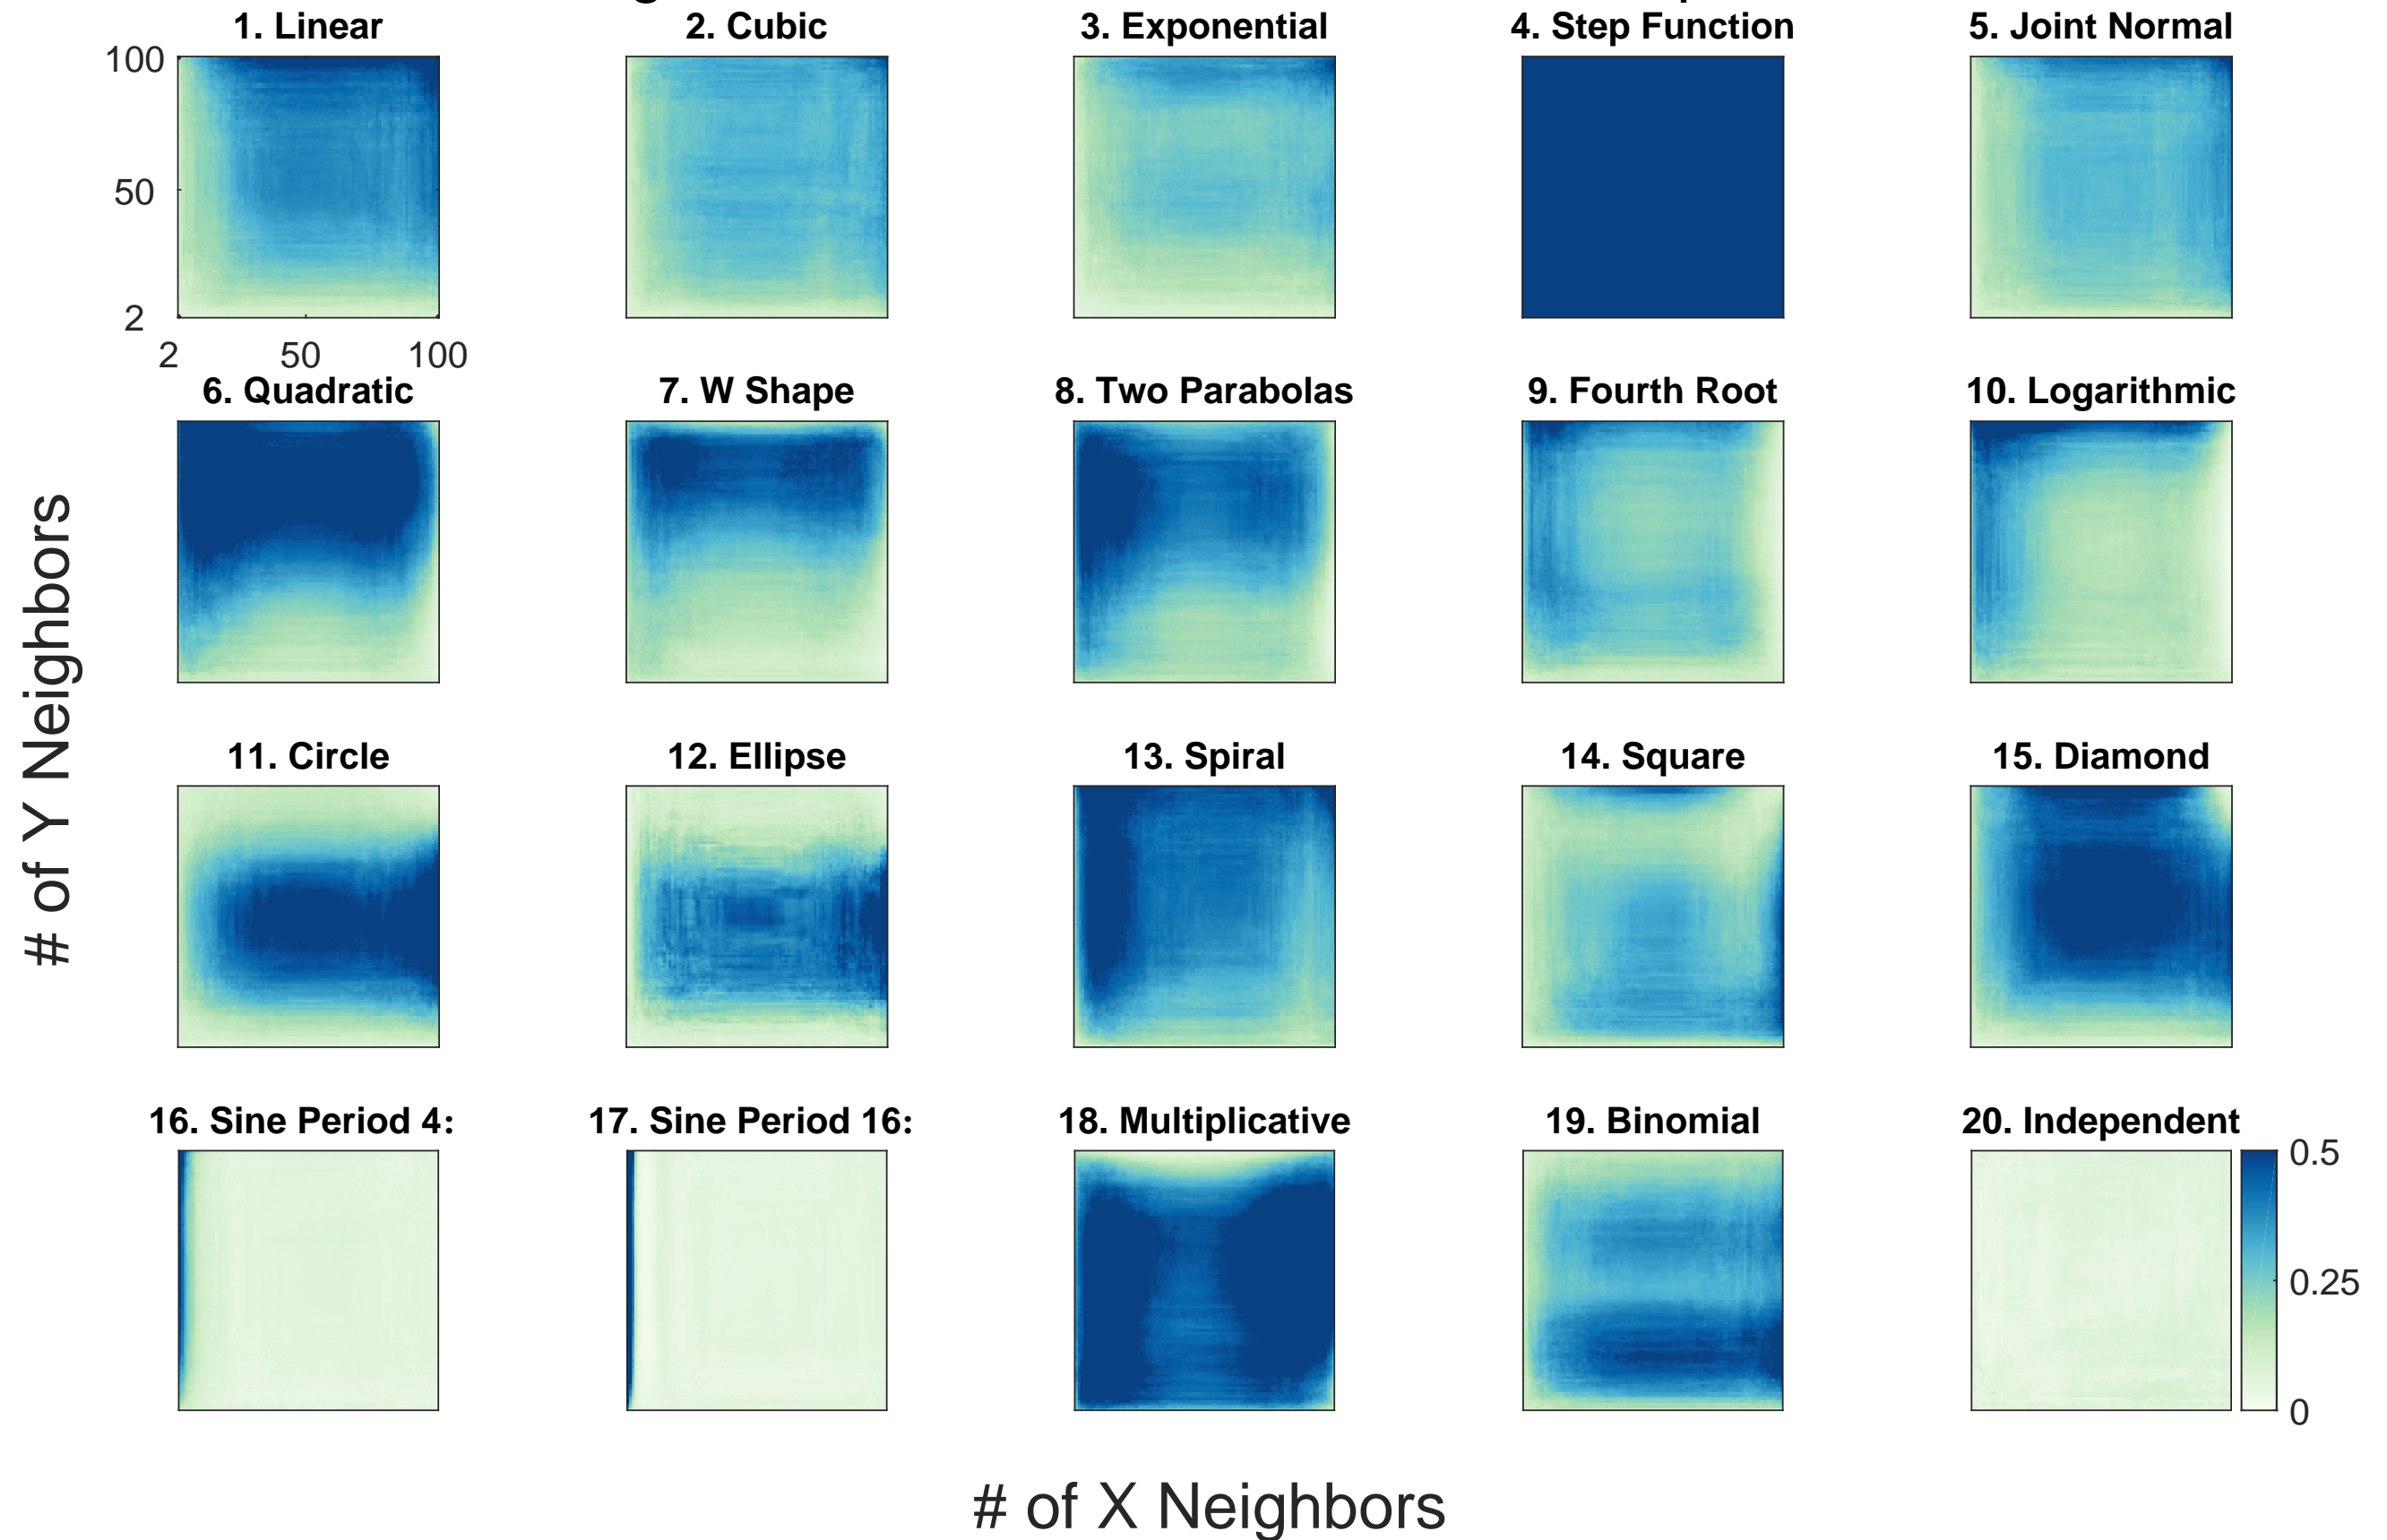 1. Linear
2. Cubic
3. Exponential
4. Step Function
5. Joint Normal
100
50
2
2
50
100
6. Quadratic
7. W Shape
8. Two Parabolas
9. Fourth Root
10. Logarithmic
# of Y Neighbors
11. Circle
12. Ellipse
13. Spiral
14. Square
15. Diamond
16. Sine Period 4:
17. Sine Period 16:
18. Multiplicative
19. Binomial
20. Independent
0.5
0.25
0
# of X Neighbors